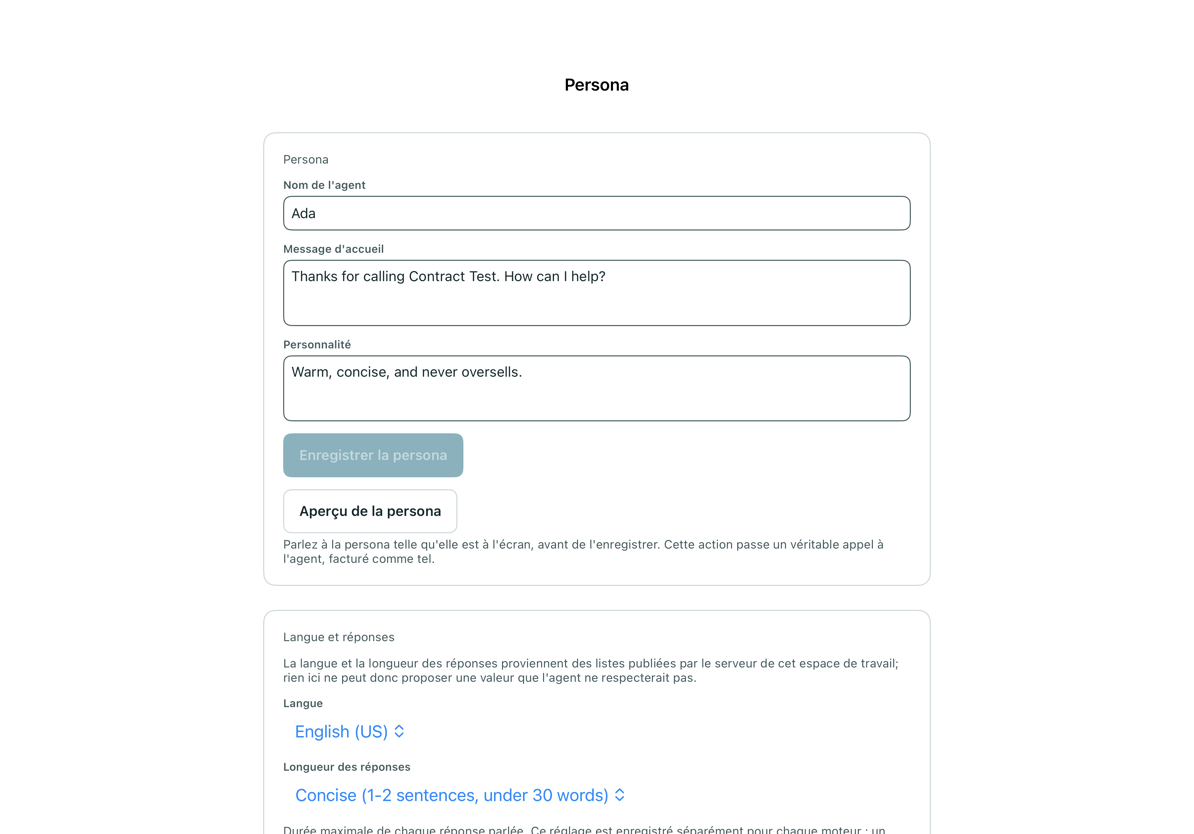 Persona
Persona
Nom de l'agent
Ada
Message d'accueil
Thanks for calling Contract Test. How can I help?
Personnalité
Warm, concise, and never oversells.
Enregistrer la persona
Aperçu de la persona
Parlez à la persona telle qu'elle est à l'écran, avant de l'enregistrer. Cette action passe un véritable appel à
l'agent, facturé comme tel.
Langue et réponses
La langue et la longueur des réponses proviennent des listes publiées par le serveur de cet espace de travail;
rien ici ne peut donc proposer une valeur que l'agent ne respecterait pas.
Langue
English (US)
Longueur des réponses
Concise (1-2 sentences, under 30 words)
Durée maximale de chaque réponse parlée. Ce réglage est enregistré séparément pour chaque moteur : un